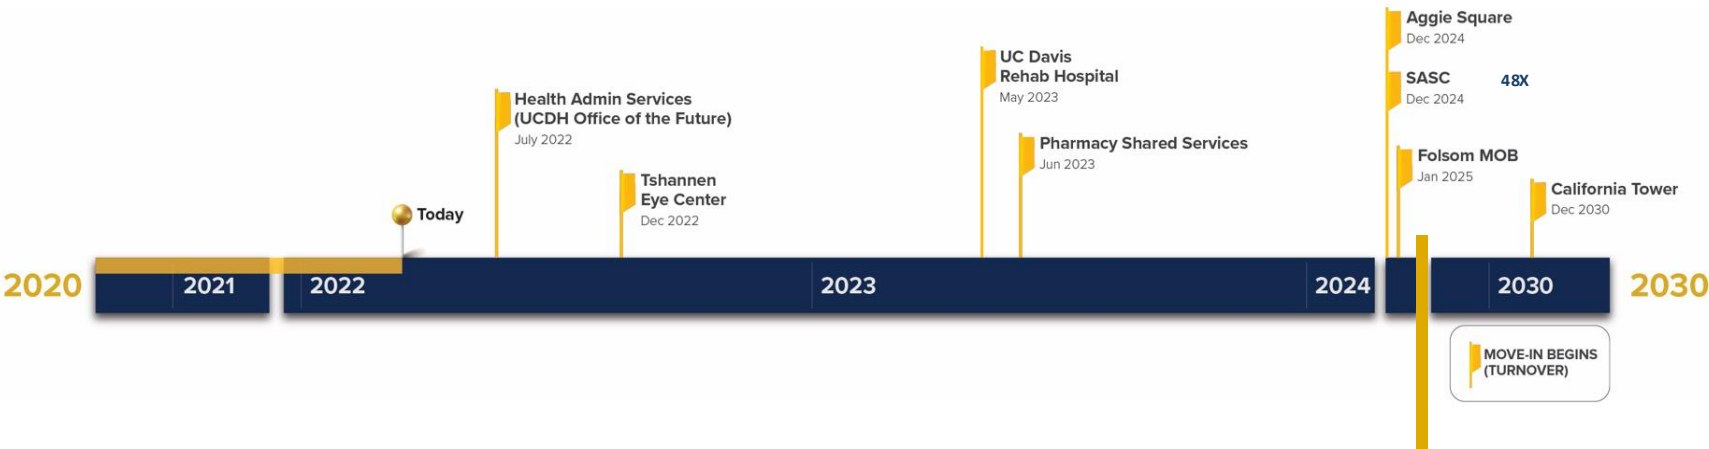 Aggie Square
Dec 2024
SASC
48X
Dec 2024
UC Davis
Rehab Hospital
May 2023
Health Admin Services
(UCDH Office of the Future)
July 2022
Pharmacy Shared Services
Jun 2023
Folsom MOB
Jan 2025
Tshannen
Eye Center
Dec 2022
California Tower
Dec 2030
Today
2020
2021
2022
2023
2024
2030
2030
MOVE-IN BEGINS
(TURNOVER)